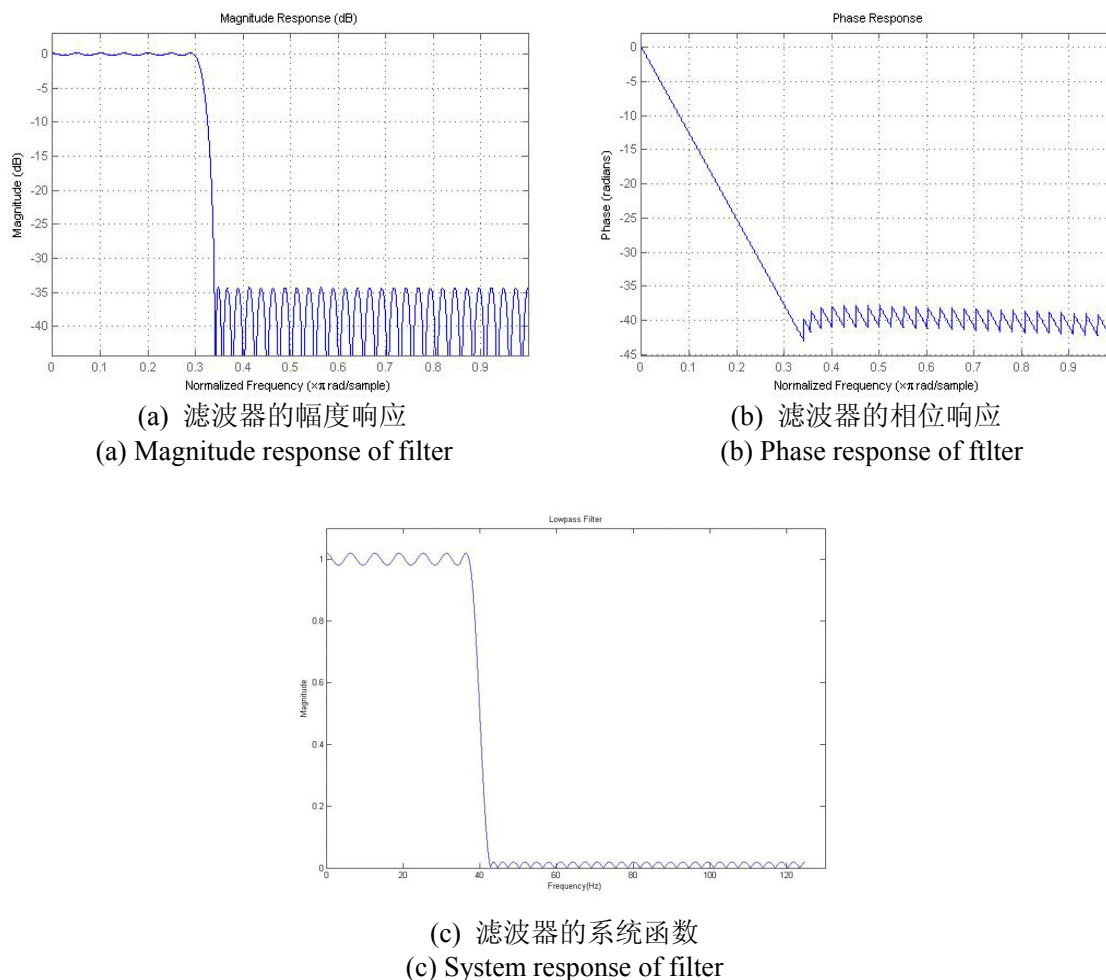 Magnitude Response (dB)
0
-5
-10
-15
-20
-25
-30
-35
-40
Magnitude (dB)
0 0.1 0.2 0.3 0.4 0.5 0.6 0.7 0.8 0.9
Normalized Frequency (×π rad/sample)
(a) 滤波器的幅度响应
(a) Magnitude response of filter
Phase Response
0
-5
-10
-15
-20
-25
-30
-35
-40
-45
Phase (radians)
0 0.1 0.2 0.3 0.4 0.5 0.6 0.7 0.8 0.9
Normalized Frequency (×π rad/sample)
(b) 滤波器的相位响应
(b) Phase response of ftlter
Lowpass Filter
1
0.8
0.6
0.4
0.2
0
Magnitude
0 20 40 60 80 100 120
Frequency(Hz)
(c) 滤波器的系统函数
(c) System response of filter